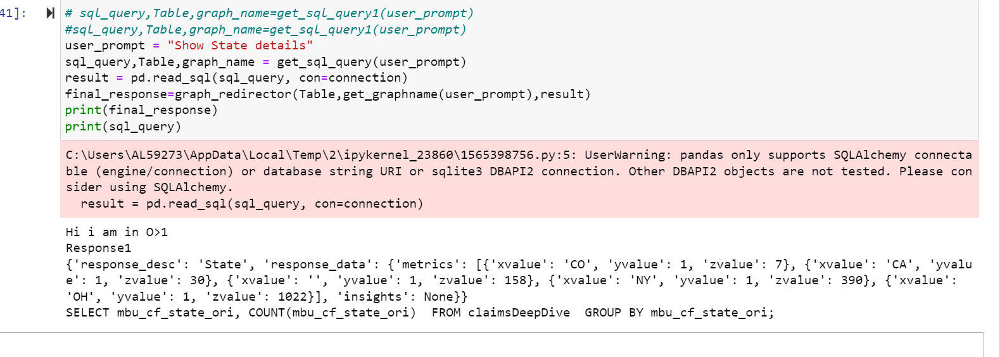 41]:
# sql_query,Table,graph_name=get_sql_query1(user_prompt)
#sql_query,Table,graph_name=get_sql_query1(user_prompt)
user_prompt = "Show State details"
sql_query,Table,graph_name = get_sql_query(user_prompt)
result = pd.read_sql(sql_query, con=connection)
final_response=graph_redirector(Table,get_graphname(user_prompt),result)
print(final_response)
print(sql_query)
C:\Users\AL59273\AppData\Local\Temp\2\ipykernel_23860\1565398756.py:5: UserWarning: pandas only supports SQLAlchemy connecta
ble (engine/connection) or database string URI or sqlite3 DBAPI2 connection. Other DBAPI2 objects are not tested. Please con
sider using SQLAlchemy.
  result = pd.read_sql(sql_query, con=connection)
Hi i am in O>1
Response1
{'response_desc': 'State', 'response_data': {'metrics': [{'xvalue': 'CO', 'yvalue': 1, 'zvalue': 7}, {'xvalue': 'CA', 'yvalu
e': 1, 'zvalue': 30}, {'xvalue': '', 'yvalue': 1, 'zvalue': 158}, {'xvalue': 'NY', 'yvalue': 1, 'zvalue': 390}, {'xvalue':
'OH', 'yvalue': 1, 'zvalue': 1022}], 'insights': None}}
SELECT mbu_cf_state_ori, COUNT(mbu_cf_state_ori)  FROM claimsDeepDive  GROUP BY mbu_cf_state_ori;